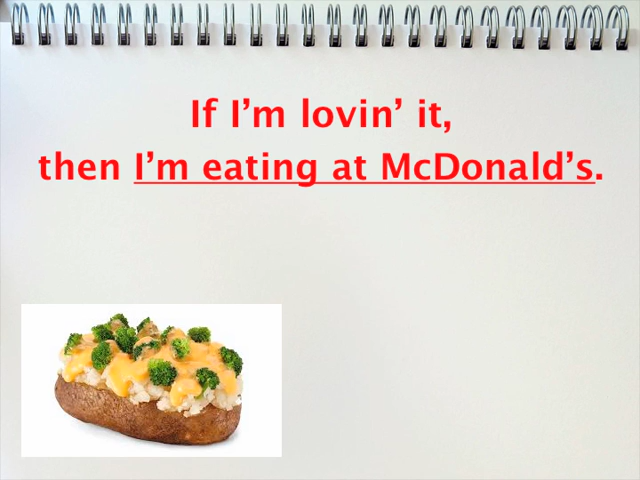 If I’m lovin’ it,
then I’m eating at McDonald’s.